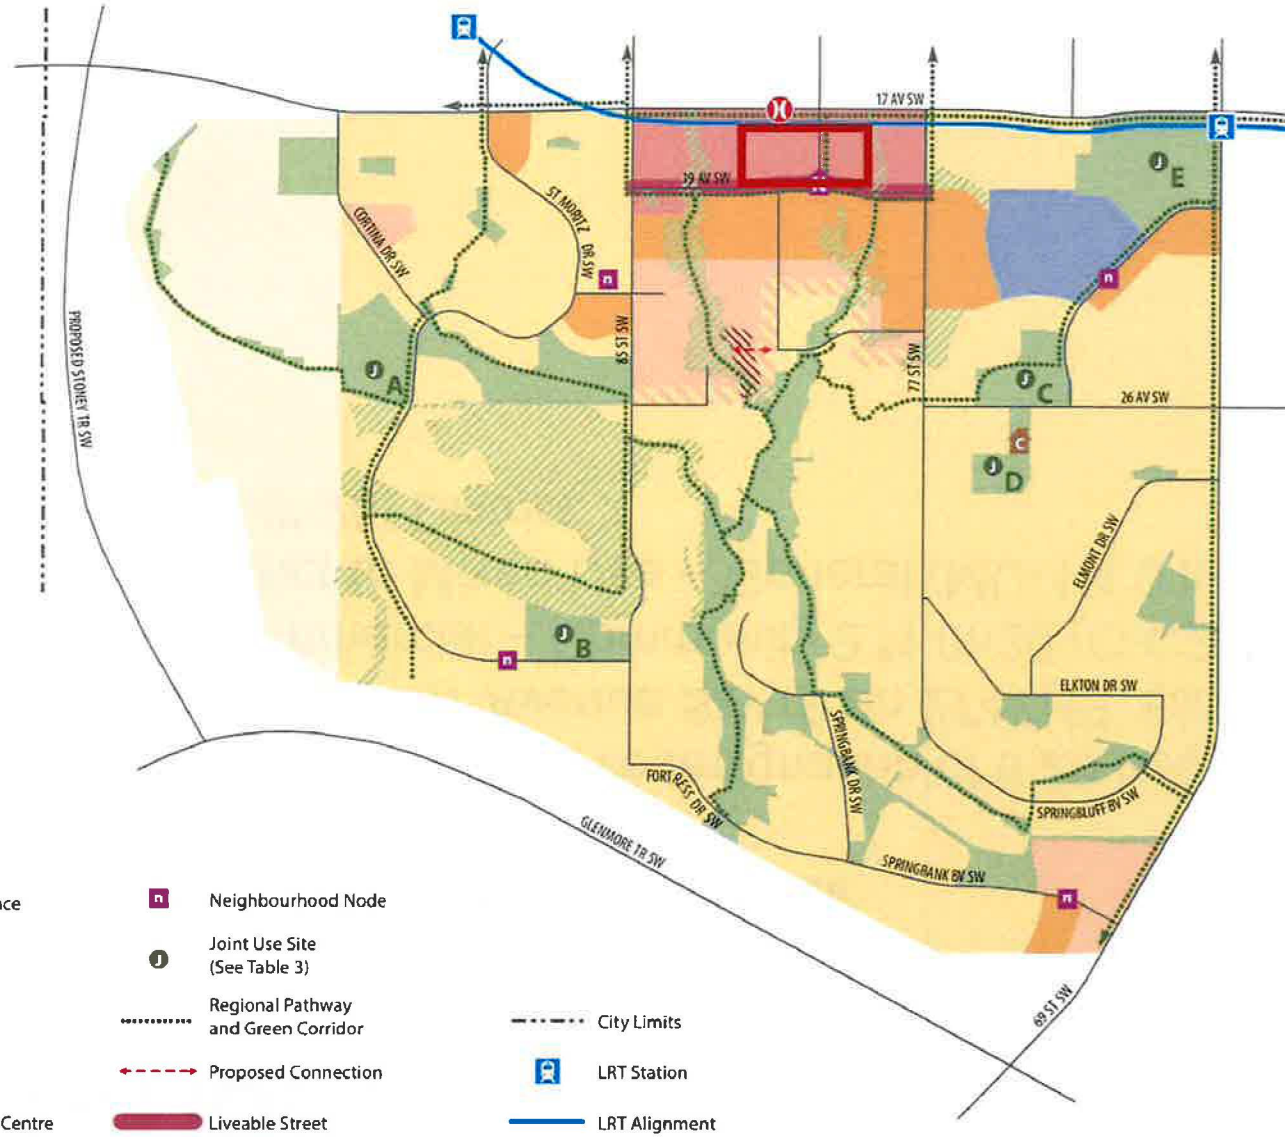 17 AV SW
J
E
19 AV SW
n
ST MORITZ DR SW
CORTINA DR SW
n
n
PROPOSED STONEY TR SW
85 ST SW
77 ST SW
J
A
J
C
26 AV SW
C
J
D
ELMONT DR SW
J
B
n
ELKTON DR SW
SPRINGBANK DR SW
FORTRESS DR SW
SPRINGBLUFF BV SW
GLENMORE TR SW
SPRINGBANK BV SW
n
69 ST SW
nce
n
Neighbourhood Node
J
Joint Use Site
(See Table 3)
Regional Pathway
and Green Corridor
City Limits
Proposed Connection
LRT Station
Centre
Liveable Street
LRT Alignment